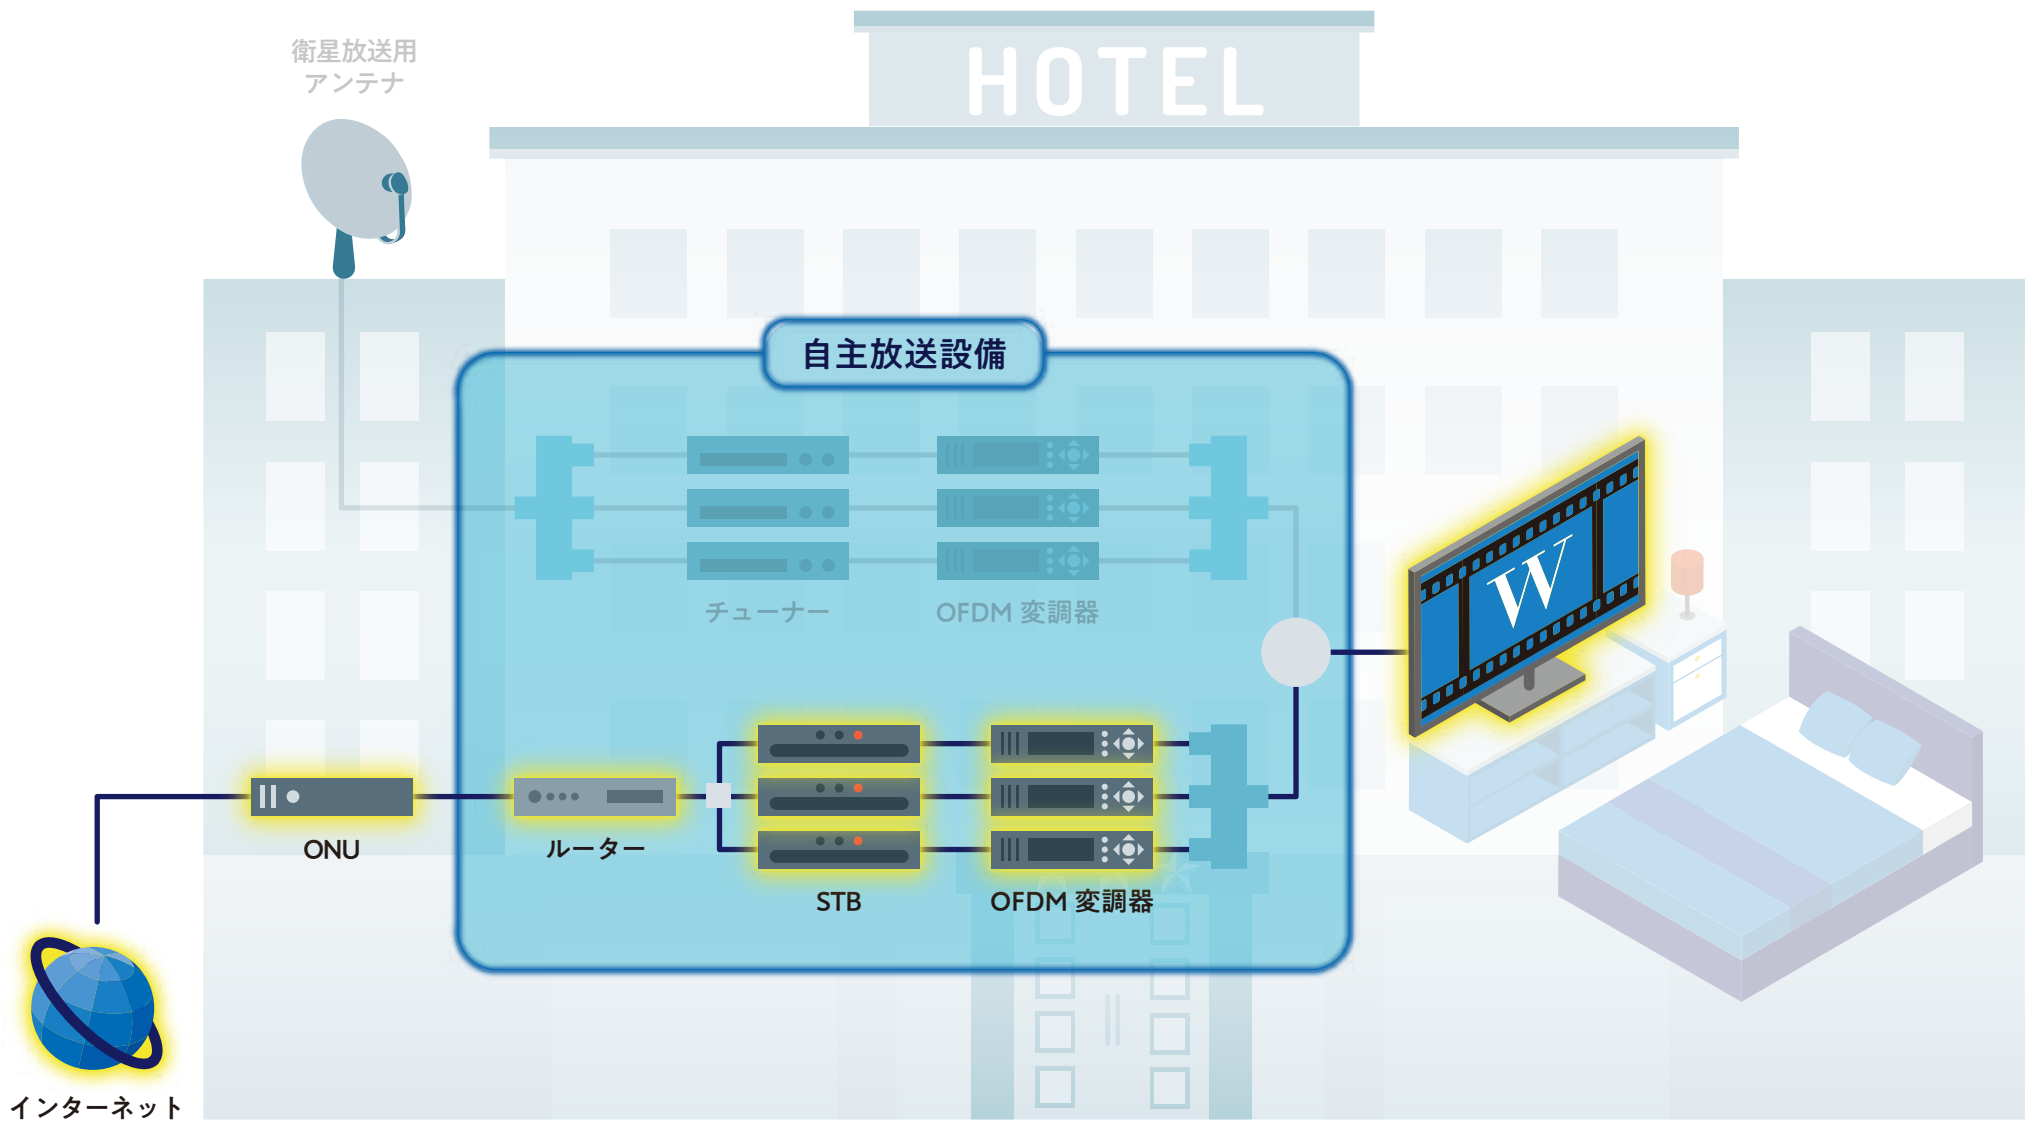 衛星放送用
アンテナ
HOTEL
自主放送設備
チューナー
OFDM 変調器
W
ONU
ルーター
STB
OFDM 変調器
インターネット